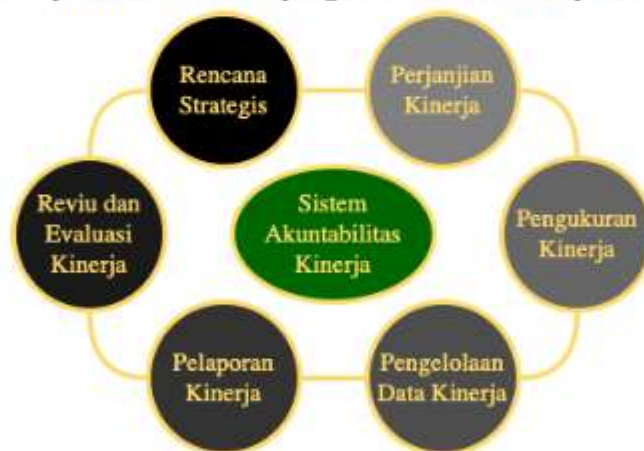 Rencana
Strategis
Perjanjian
Kinerja
Pengukuran
Kinerja
Pengelolaan
Data Kinerja
Pelaporan
Kinerja
Reviu dan
Evaluasi
Kinerja
Sistem
Akuntabilitas
Kinerja